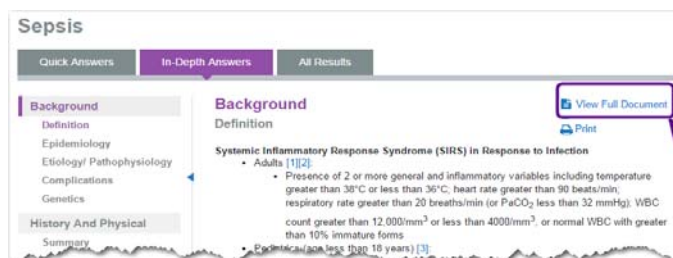 Sepsis
Quick Answers
In-Depth Answers
All Results
Background
Definition
Epidemiology
Etiology/ Pathophysiology
Complications
Genetics
History And Physical
Summary
Background
View Full Document
Definition
Print
Systemic Inflammatory Response Syndrome (SIRS) in Response to Infection
• Adults [1][2]:
• Presence of 2 or more general and inflammatory variables including temperature
greater than 38°C or less than 36°C; heart rate greater than 90 beats/min;
respiratory rate greater than 20 breaths/min (or PaCO2 less than 32 mmHg); WBC
count greater than 12,000/mm³ or less than 4000/mm³, or normal WBC with greater
than 10% immature forms
• Pediatrics (age less than 18 years) [3]: